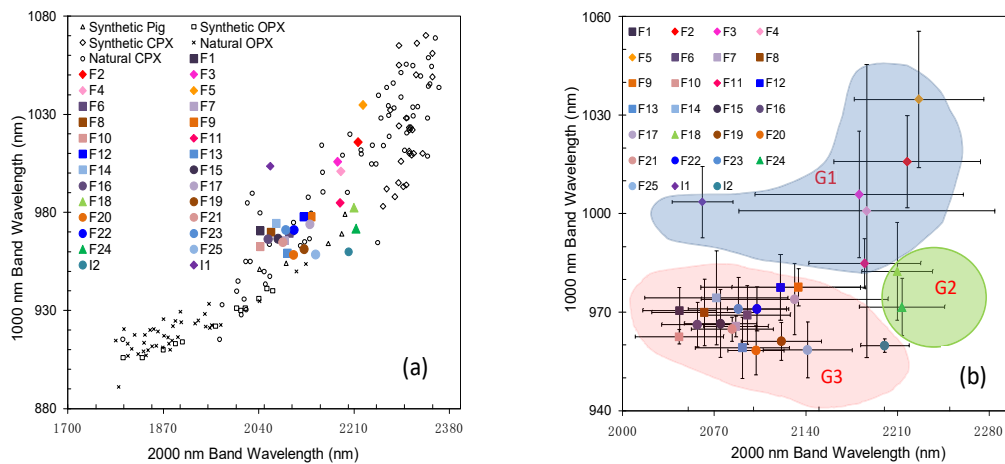 1080
1030
980
930
880
1000 nm Band Wavelength (nm)
1700 1870 2040 2210 2380
2000 nm Band Wavelength (nm)
Synthetic Pig Synthetic OPX
Synthetic CPX Natural OPX
Natural CPX F1
F2 F3
F4 F5
F6 F7
F8 F9
F10 F11
F12 F13
F14 F15
F16 F17
F18 F19
F20 F21
F22 F23
F24 F25
I2 I1
(a)
1060
1030
1000
970
940
1000 nm Band Wavelength (nm)
2000 2070 2140 2210 2280
2000 nm Band Wavelength (nm)
F1 F2 F3 F4
F5 F6 F7 F8
F9 F10 F11 F12
F13 F14 F15 F16
F17 F18 F19 F20
F21 F22 F23 F24
F25 I1 I2
G1
G2
G3
(b)